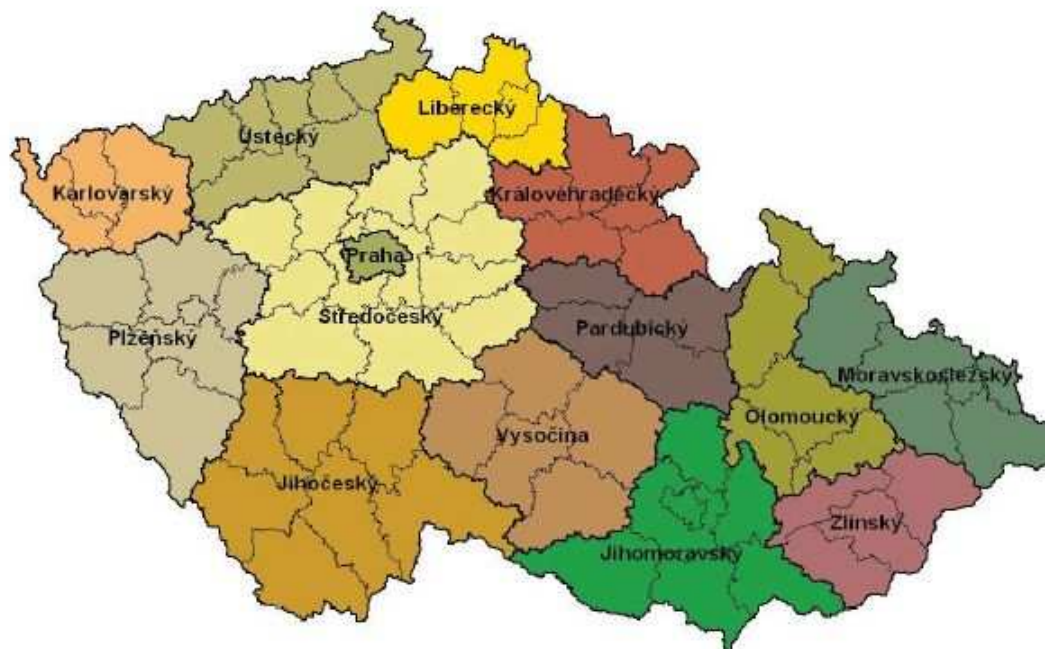 Liberecký
Ústecký
Karlovarský
Královéhradecký
Praha
Středočeský
Plzeňský
Pardubický
Moravskoslezský
Olomoucký
Vysočina
Jihočeský
Zlínský
Jihomoravský